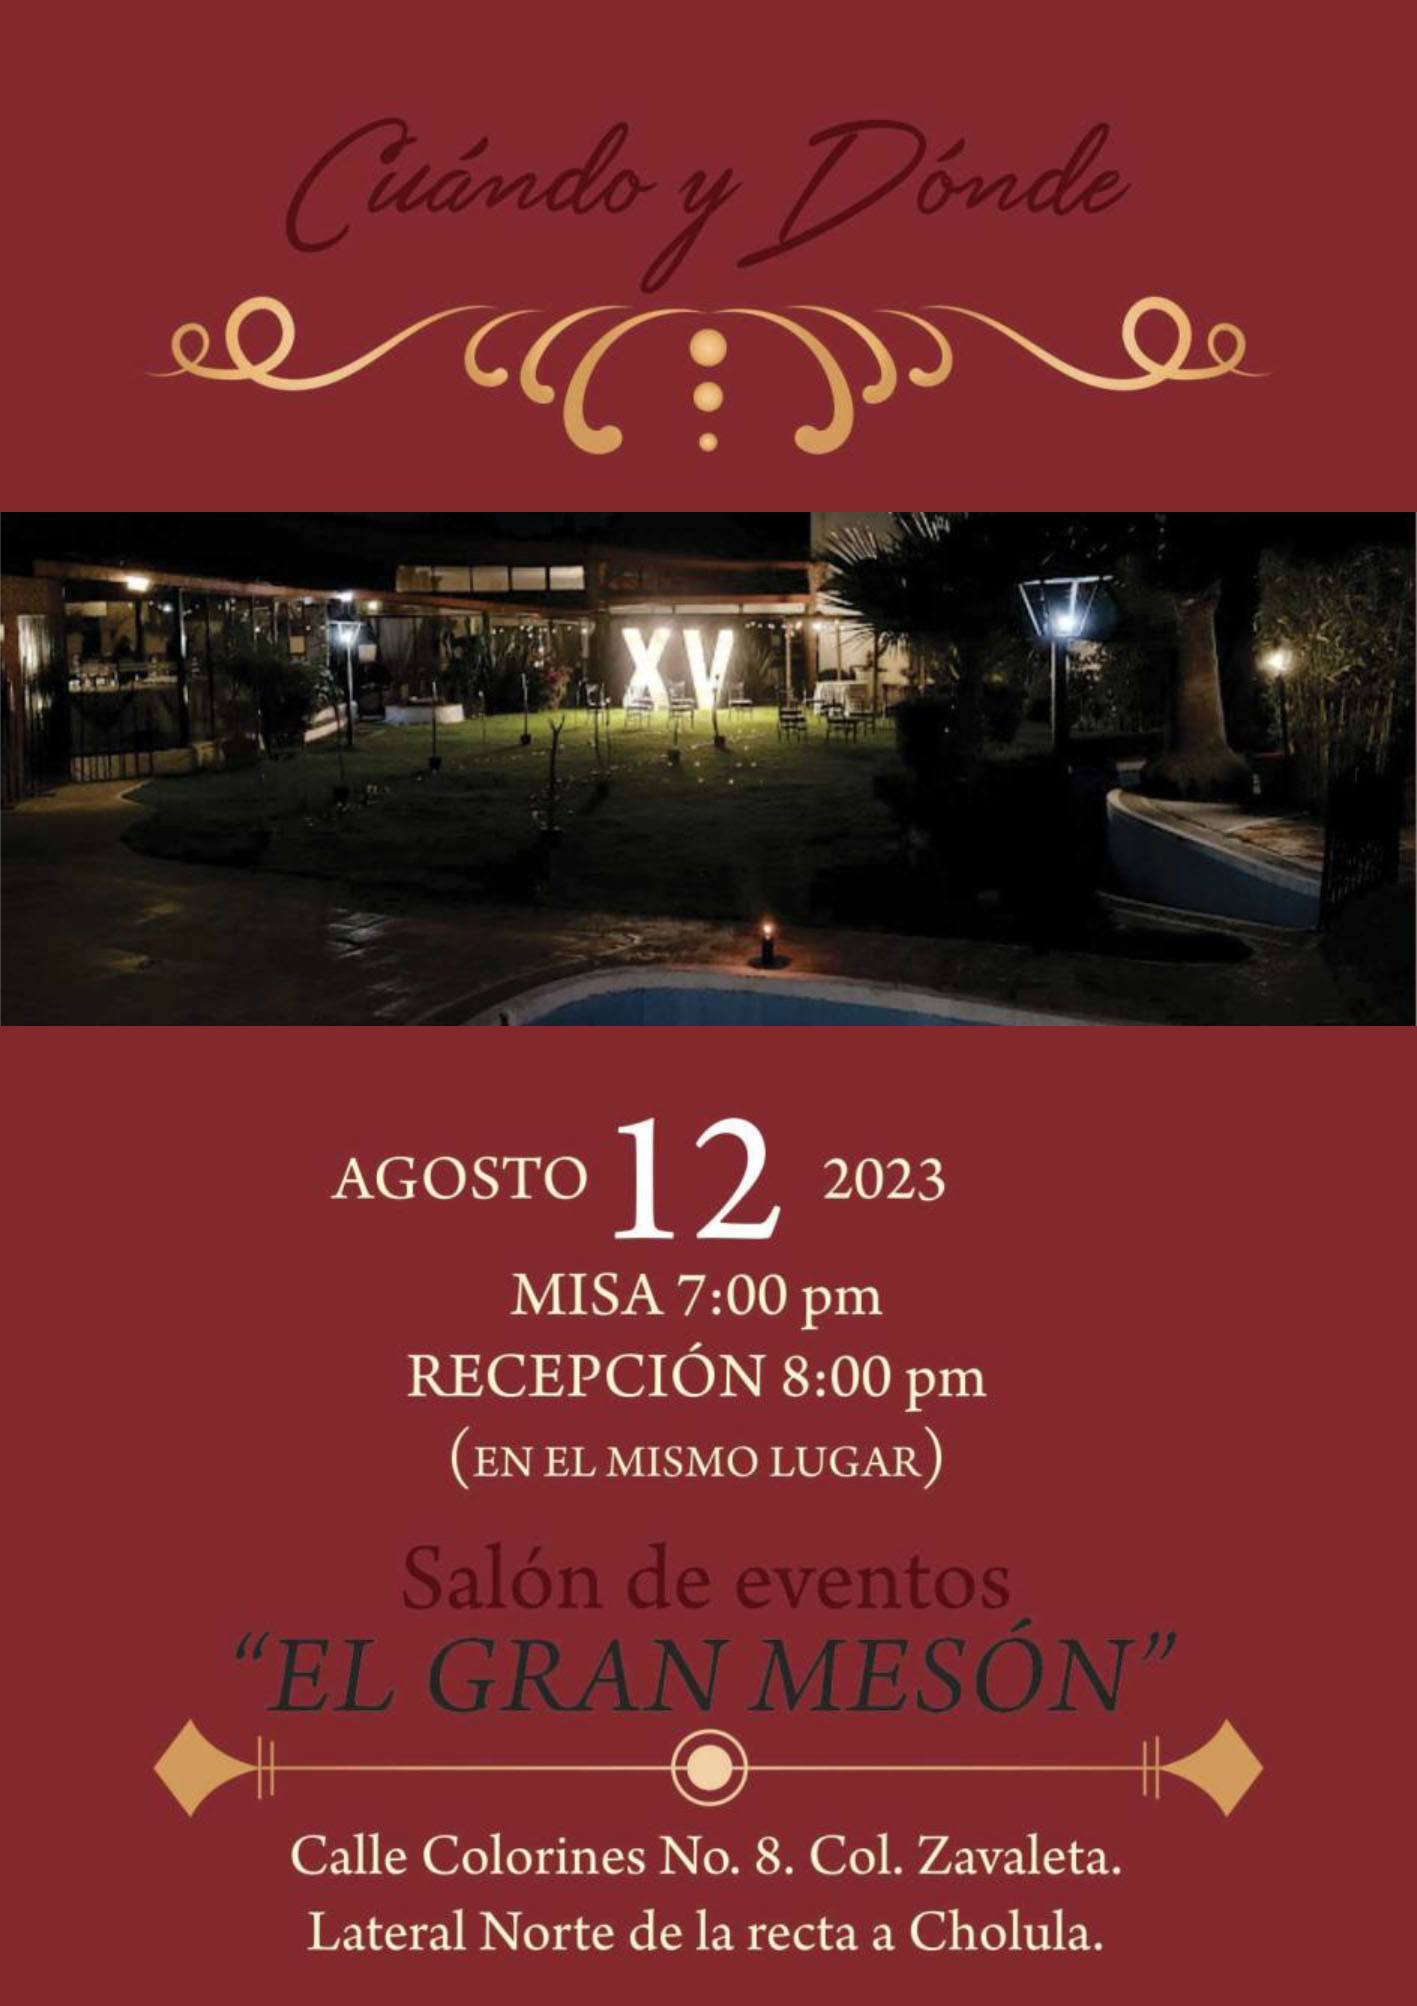 Cuándo y Dónde
XV
AGOSTO 12 2023
MISA 7:00 pm
RECEPCIÓN 8:00 pm
(EN EL MISMO LUGAR)
Salón de eventos
“EL GRAN MESÓN”
Calle Colorines No. 8. Col. Zavaleta.
Lateral Norte de la recta a Cholula.